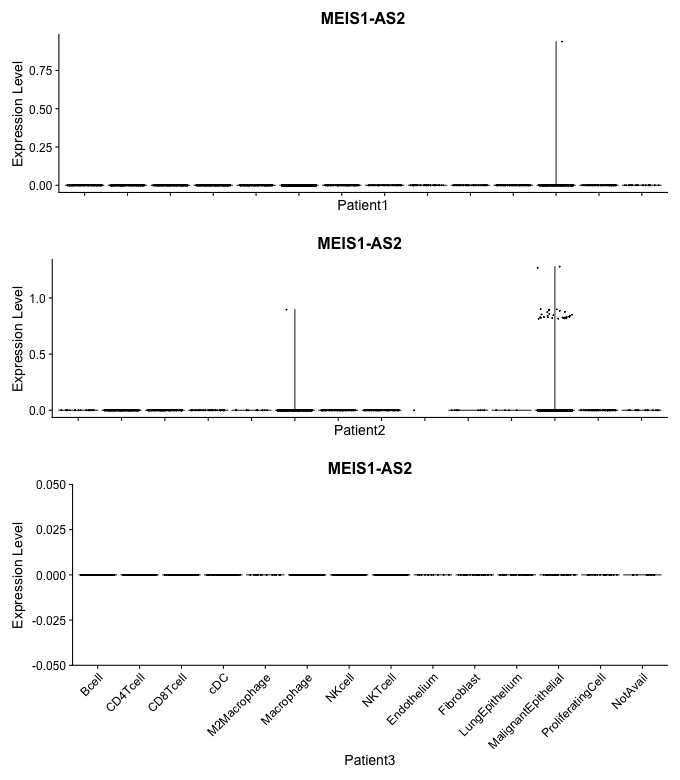 MEIS1-AS2
Expression Level
0.75
0.50
0.25
0.00
Patient1
MEIS1-AS2
Expression Level
1.0
0.5
0.0
Patient2
MEIS1-AS2
Expression Level
0.050
0.025
0.000
-0.025
-0.050
Bcell
CD4Tcell
CD8Tcell
cDC
M2Macrophage
Macrophage
NKcell
NKTcell
Endothelium
Fibroblast
LungEpithelium
MalignantEpithelial
ProliferatingCell
NotAvail
Patient3